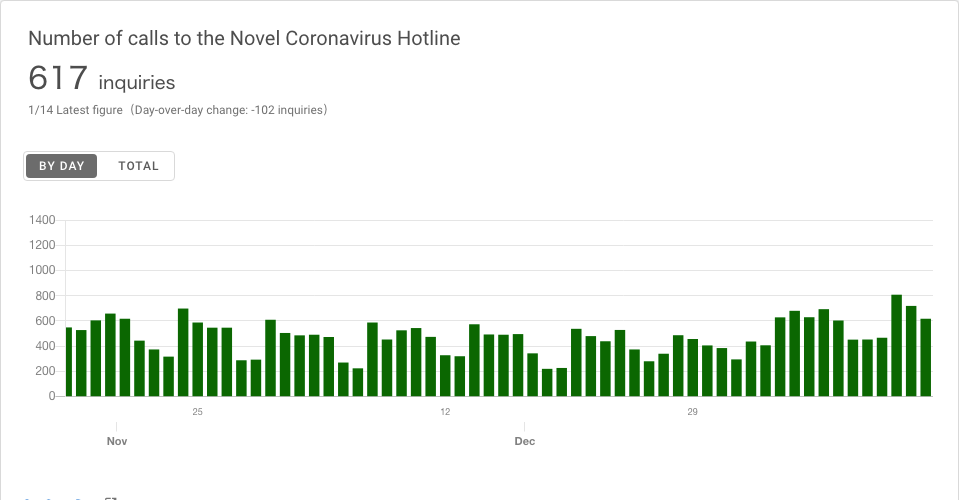 Number of calls to the Novel Coronavirus Hotline
617 inquiries
1/14 Latest figure（Day-over-day change: -102 inquiries）
BY DAY TOTAL
1400
1200
1000
800
600
400
200
0
25 12 29
Nov Dec